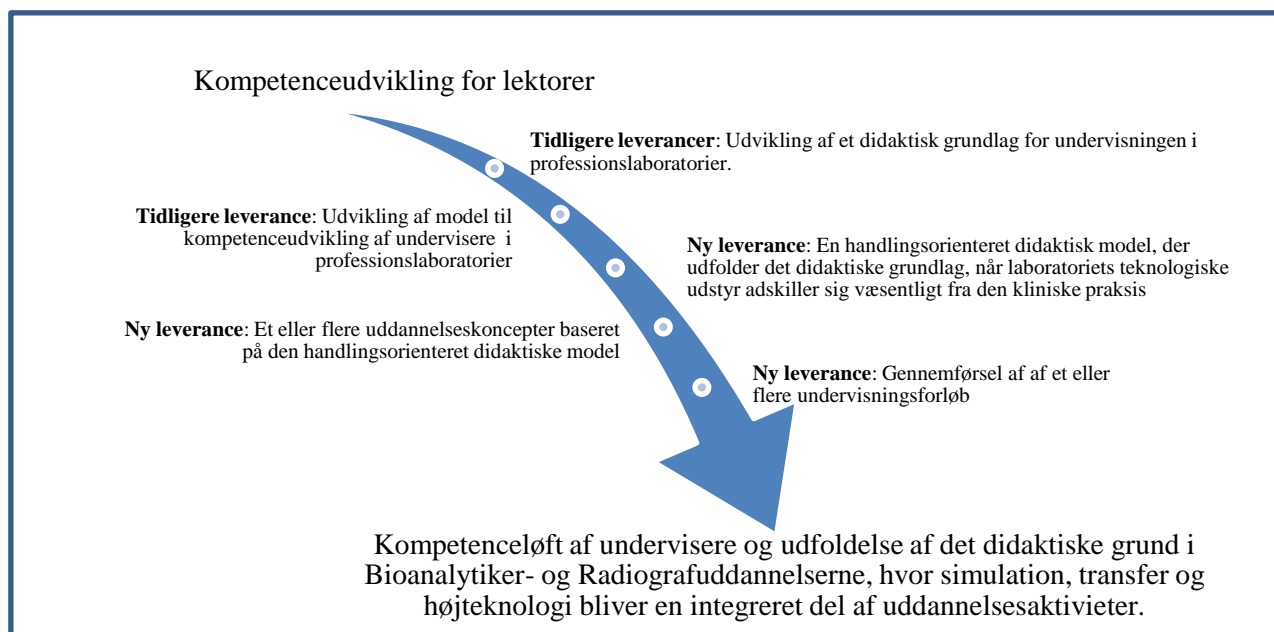 Kompetenceudvikling for lektorer
Tidligere leverancer: Udvikling af et didaktisk grundlag for undervisningen i
professionslaboratorier.
Tidligere leverance: Udvikling af model til
kompetenceudvikling af undervisere i
professionslaboratorier
Ny leverance: En handlingsorienteret didaktisk model, der
udfolder det didaktiske grundlag, når laboratoriets teknologiske
udstyr adskiller sig væsentligt fra den kliniske praksis
Ny leverance: Et eller flere uddannelseskoncepter baseret
på den handlingsorienteret didaktiske model
Ny leverance: Gennemførsel af af et eller
flere undervisningsforløb
Kompetenceløft af undervisere og udfoldelse af det didaktiske grund i
Bioanalytiker- og Radiografuddannelserne, hvor simulation, transfer og
højteknologi bliver en integreret del af uddannelsesaktivieter.